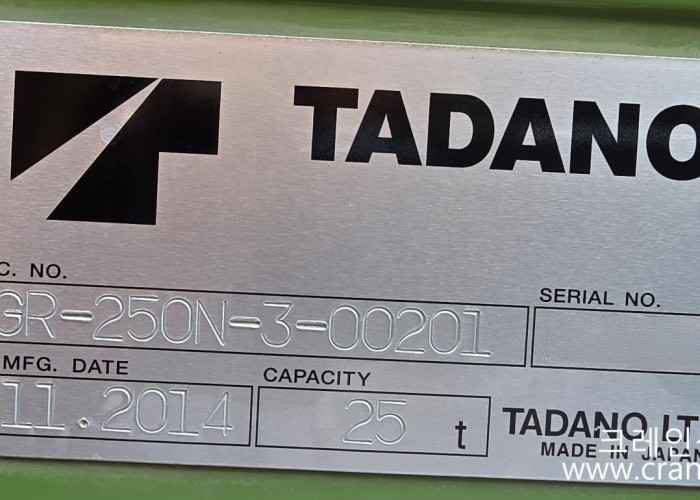 TADANO
C. NO.
GR-250N-3-00201
SERIAL NO.
MFG. DATE
11.2014
CAPACITY
25 t
TADANO LT
MADE IN JAPAN
크레인
www.cran